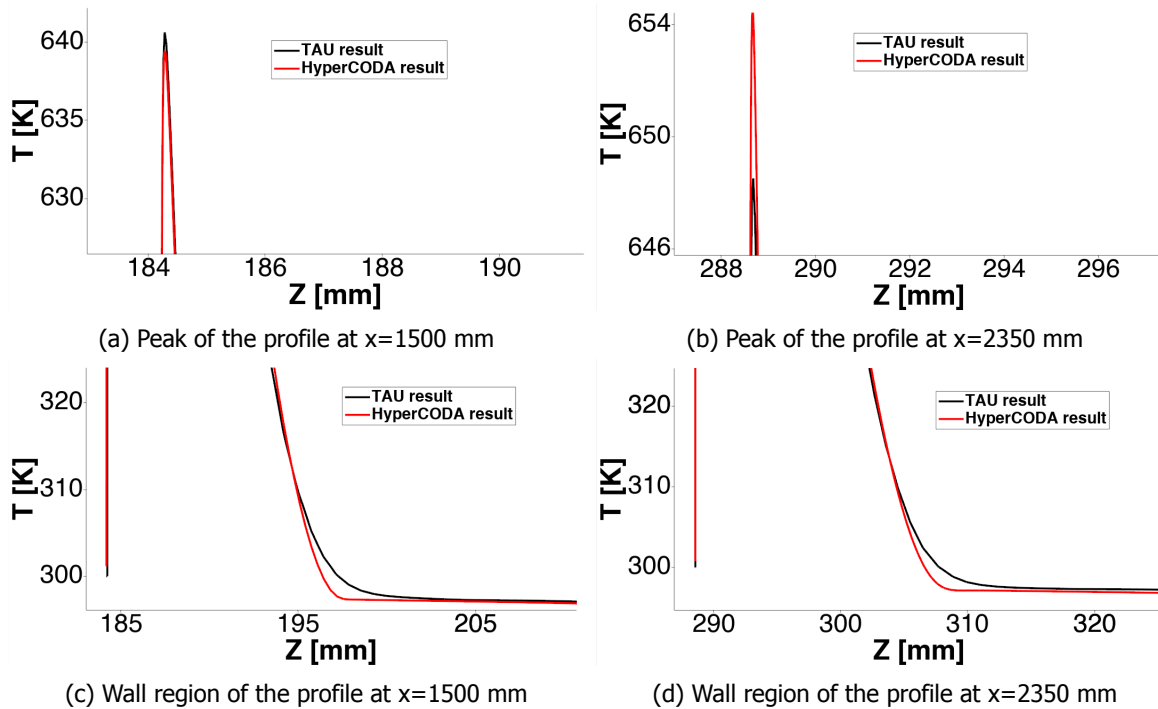 640
635
630
T [K]
TAU result
HyperCODA result
184 186 188 190
Z [mm]
(a) Peak of the profile at x=1500 mm
654
650
646
T [K]
TAU result
HyperCODA result
288 290 292 294 296
Z [mm]
(b) Peak of the profile at x=2350 mm
320
310
300
T [K]
TAU result
HyperCODA result
185 195 205
Z [mm]
(c) Wall region of the profile at x=1500 mm
320
310
300
T [K]
TAU result
HyperCODA result
290 300 310 320
Z [mm]
(d) Wall region of the profile at x=2350 mm